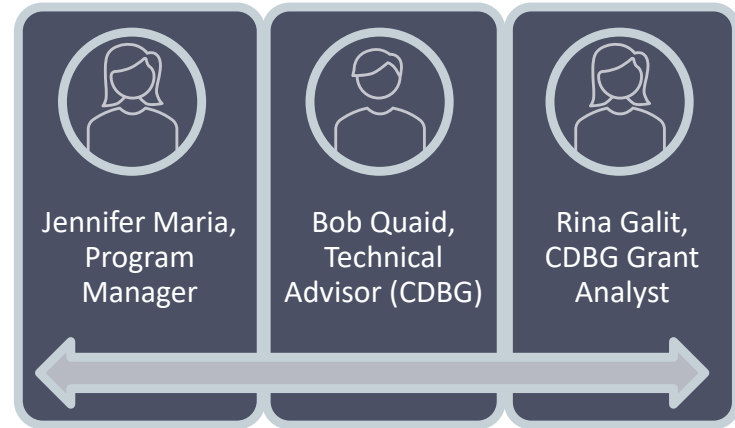 Jennifer Maria,
Program
Manager
Bob Quaid,
Technical
Advisor (CDBG)
Rina Galit,
CDBG Grant
Analyst